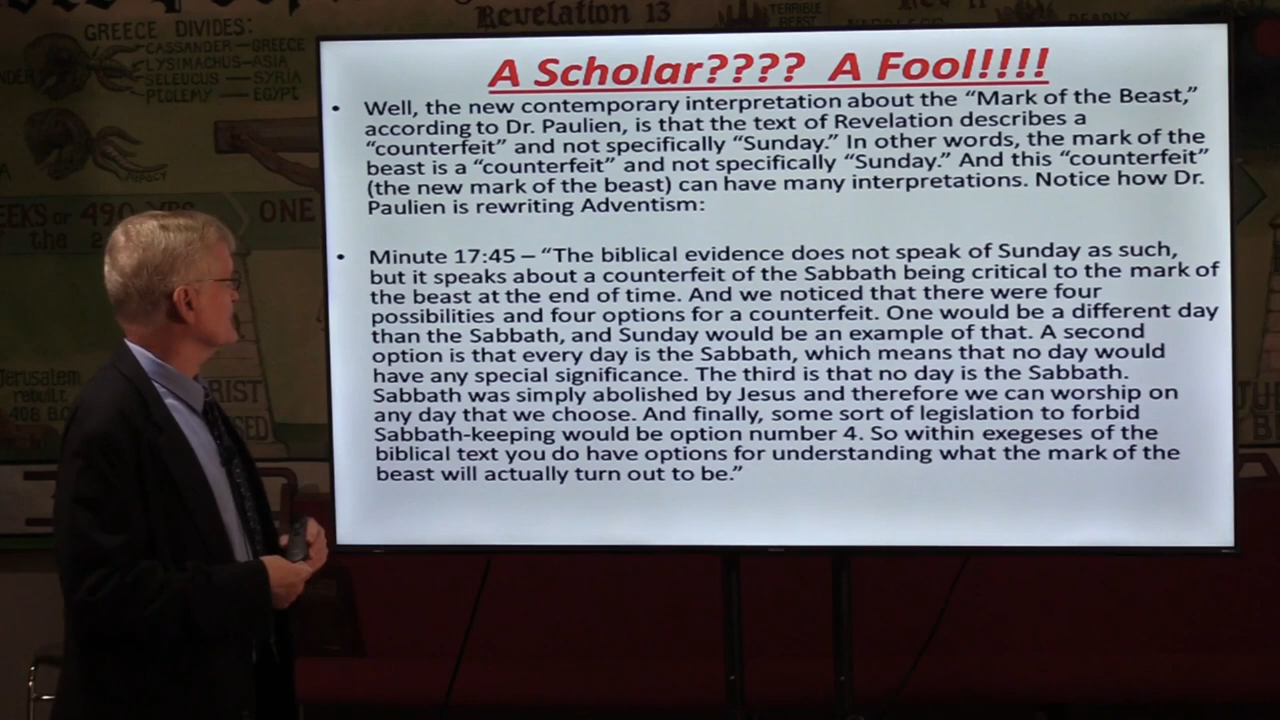 Revelation 13
TERRIBLE
BEAST
GREECE DIVIDES:
CASSANDER — GREECE
LYSIMACHUS - ASIA
SELEUCUS — SYRIA
PTOLEMY — EGYPT
ONE
the 2
Jerusalem
rebuilt
408 B.C.
A Scholar???? A Fool!!!!
• Well, the new contemporary interpretation about the “Mark of the Beast,”
according to Dr. Paulien, is that the text of Revelation describes a
“counterfeit” and not specifically “Sunday.” In other words, the mark of the
beast is a “counterfeit” and not specifically “Sunday.” And this “counterfeit”
(the new mark of the beast) can have many interpretations. Notice how Dr.
Paulien is rewriting Adventism:
• Minute 17:45 – “The biblical evidence does not speak of Sunday as such,
but it speaks about a counterfeit of the Sabbath being critical to the mark of
the beast at the end of time. And we noticed that there were four
possibilities and four options for a counterfeit. One would be a different day
than the Sabbath, and Sunday would be an example of that. A second
option is that every day is the Sabbath, which means that no day would
have any special significance. The third is that no day is the Sabbath.
Sabbath was simply abolished by Jesus and therefore we can worship on
any day that we choose. And finally, some sort of legislation to forbid
Sabbath-keeping would be option number 4. So within exegeses of the
biblical text you do have options for understanding what the mark of the
beast will actually turn out to be.”